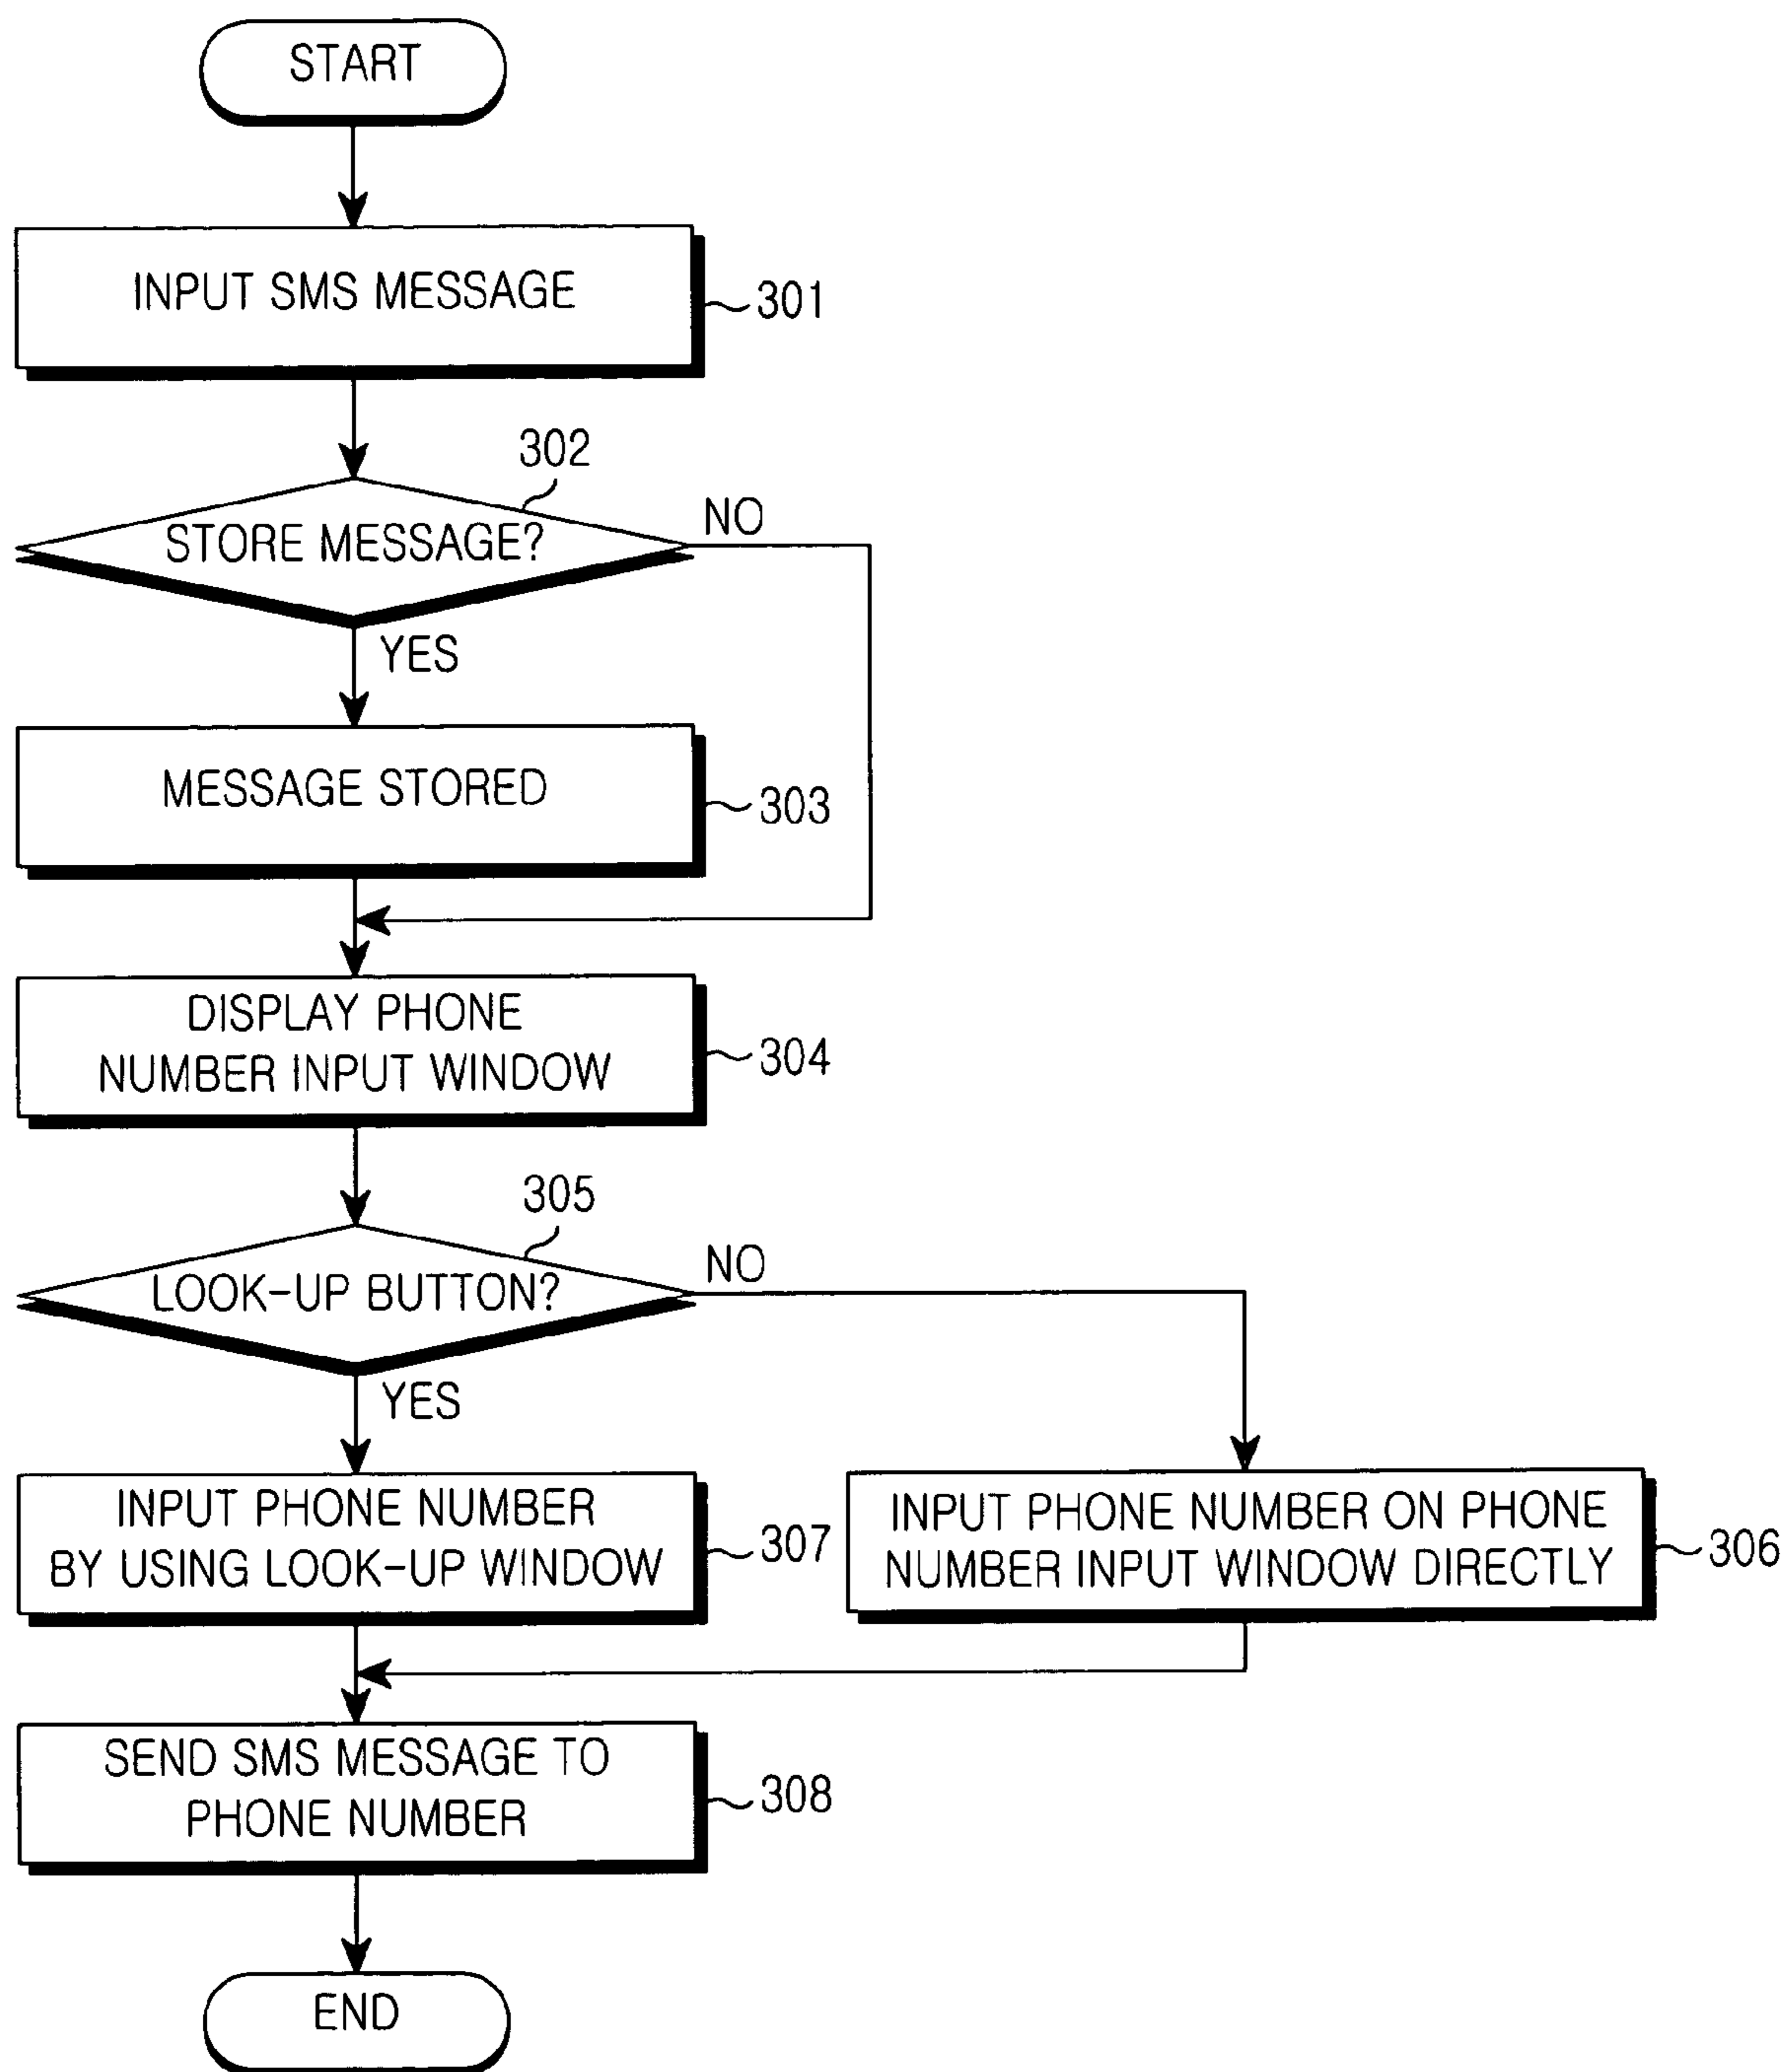 START
INPUT SMS MESSAGE
301
302
STORE MESSAGE?
NO
YES
MESSAGE STORED
303
DISPLAY PHONE
NUMBER INPUT WINDOW
304
305
LOOK-UP BUTTON?
NO
YES
INPUT PHONE NUMBER
BY USING LOOK-UP WINDOW
307
INPUT PHONE NUMBER ON PHONE
NUMBER INPUT WINDOW DIRECTLY
306
SEND SMS MESSAGE TO
PHONE NUMBER
308
END